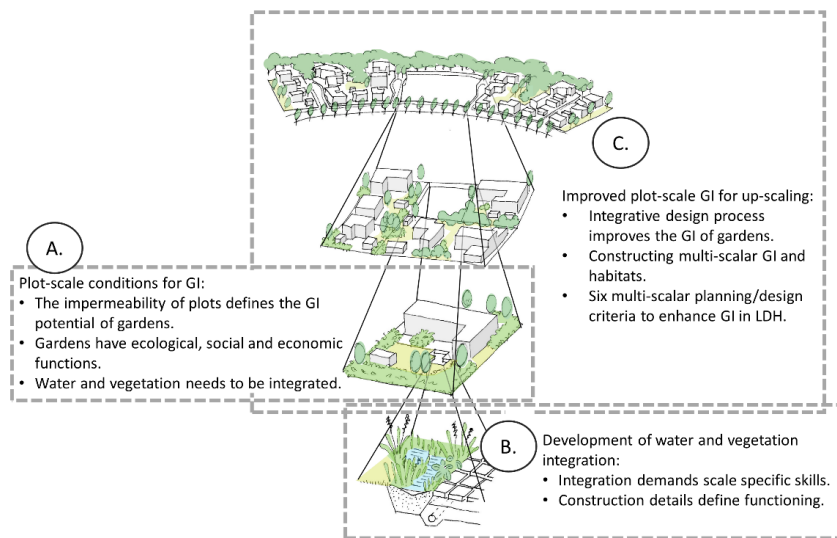 A.
Plot-scale conditions for GI:
• The impermeability of plots defines the GI
potential of gardens.
• Gardens have ecological, social and economic
functions.
• Water and vegetation needs to be integrated.
B.
Development of water and vegetation
integration:
• Integration demands scale specific skills.
• Construction details define functioning.
C.
Improved plot-scale GI for up-scaling:
• Integrative design process
improves the GI of gardens.
• Constructing multi-scalar GI and
habitats.
• Six multi-scalar planning/design
criteria to enhance GI in LDH.